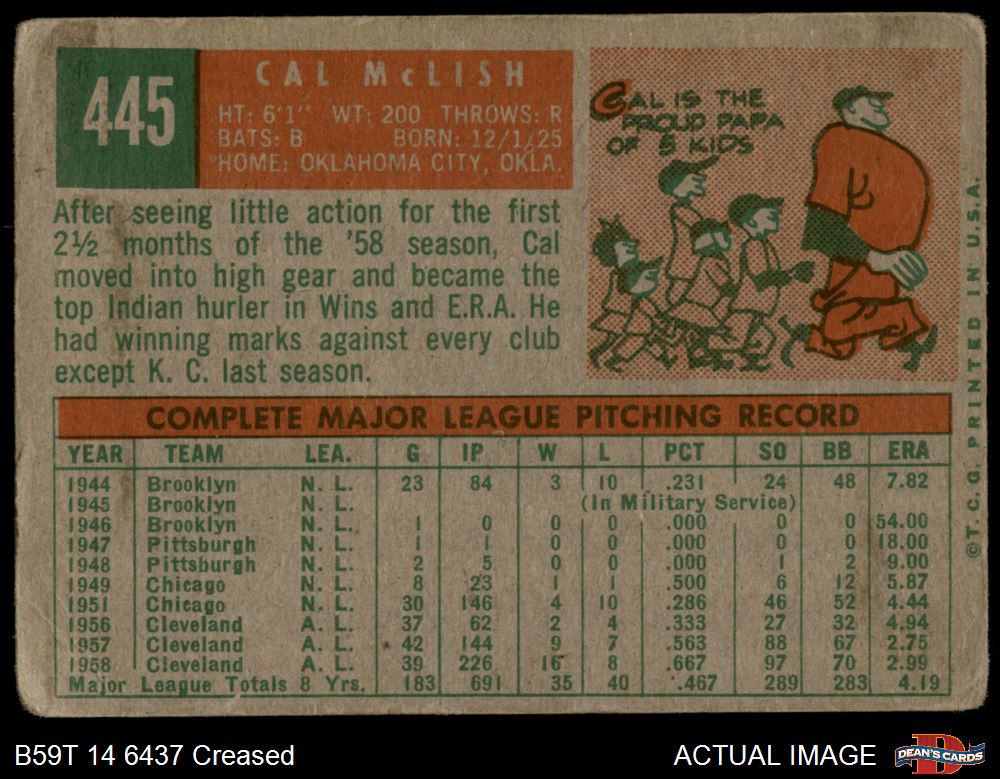 445
CAL McLISH
HT: 6'1" WT: 200 THROWS: R
BATS: B BORN: 12/1/25
HOME: OKLAHOMA CITY, OKLA.
CAL IS THE
PROUD PAPA
OF 5 KIDS
After seeing little action for the first
2½ months of the '58 season, Cal
moved into high gear and became the
top Indian hurler in Wins and E.R.A. He
had winning marks against every club
except K. C. last season.
COMPLETE MAJOR LEAGUE PITCHING RECORD
YEAR TEAM LEA. G IP W L PCT SO BB ERA
1944 Brooklyn N. L. 23 84 3 10 .231 24 48 7.82
1945 Brooklyn N. L. (In Military Service)
1946 Brooklyn N. L. 1 0 0 0 .000 0 0 54.00
1947 Pittsburgh N. L. 1 1 0 0 .000 0 0 18.00
1948 Pittsburgh N. L. 2 5 0 0 .000 1 2 9.00
1949 Chicago N. L. 8 23 1 1 .500 6 12 5.87
1951 Chicago N. L. 30 146 4 10 .286 46 52 4.44
1956 Cleveland A. L. 37 62 2 4 .333 27 32 4.94
1957 Cleveland A. L. 42 144 9 7 .563 88 67 2.75
1958 Cleveland A. L. 39 226 16 8 .667 97 70 2.99
Major League Totals 8 Yrs. 183 691 35 40 .467 289 283 4.19
© T. C. G. PRINTED IN U.S.A.
B59T 14 6437 Creased
ACTUAL IMAGE
DEAN'S CARDS